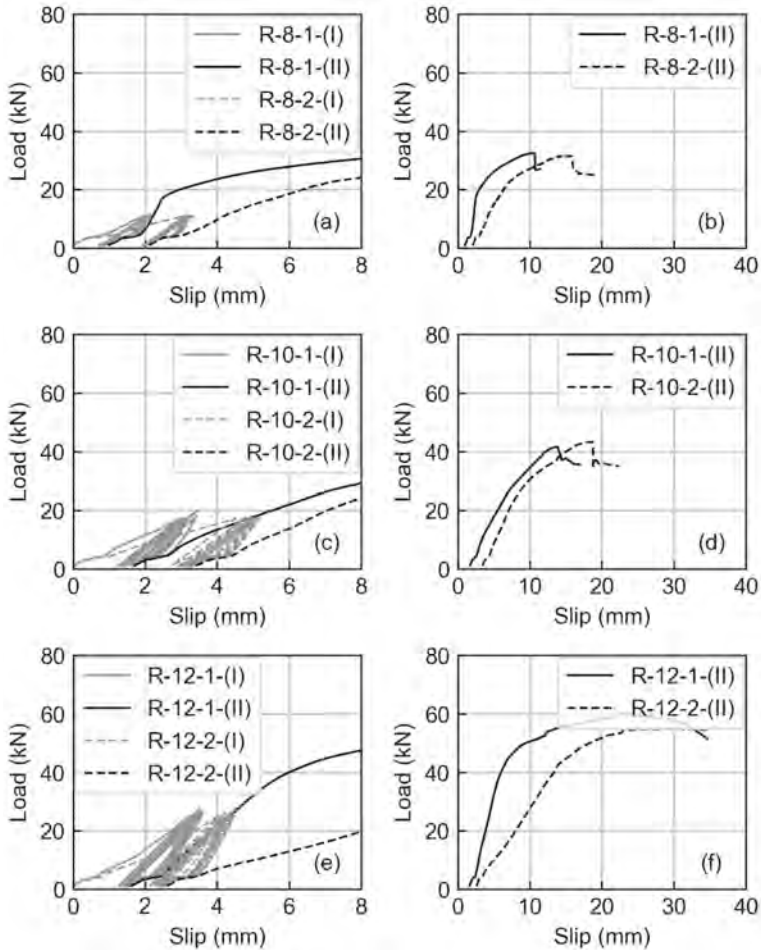 80
60
40
20
0
Load (kN)
R-8-1-(I)
R-8-1-(II)
R-8-2-(I)
R-8-2-(II)
(a)
0 2 4 6 8
Slip (mm)
80
60
40
20
0
Load (kN)
R-8-1-(II)
R-8-2-(II)
(b)
0 10 20 30 40
Slip (mm)
80
60
40
20
0
Load (kN)
R-10-1-(I)
R-10-1-(II)
R-10-2-(I)
R-10-2-(II)
(c)
0 2 4 6 8
Slip (mm)
80
60
40
20
0
Load (kN)
R-10-1-(II)
R-10-2-(II)
(d)
0 10 20 30 40
Slip (mm)
80
60
40
20
0
Load (kN)
R-12-1-(I)
R-12-1-(II)
R-12-2-(I)
R-12-2-(II)
(e)
0 2 4 6 8
Slip (mm)
80
60
40
20
0
Load (kN)
R-12-1-(II)
R-12-2-(II)
(f)
0 10 20 30 40
Slip (mm)